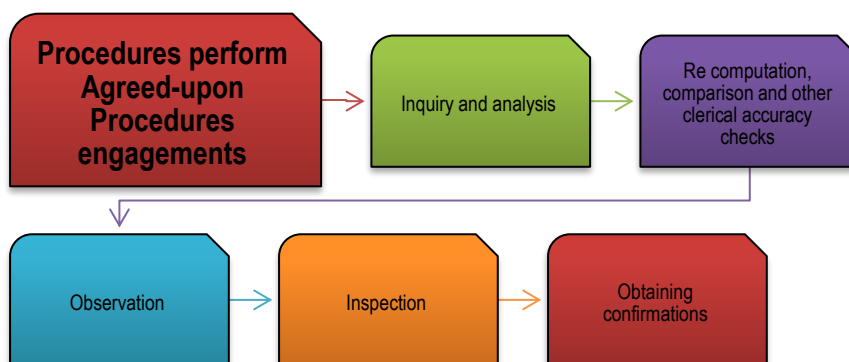 Procedures perform
Agreed-upon
Procedures
engagements
Inquiry and analysis
Re computation,
comparison and other
clerical accuracy
checks
Observation
Inspection
Obtaining
confirmations